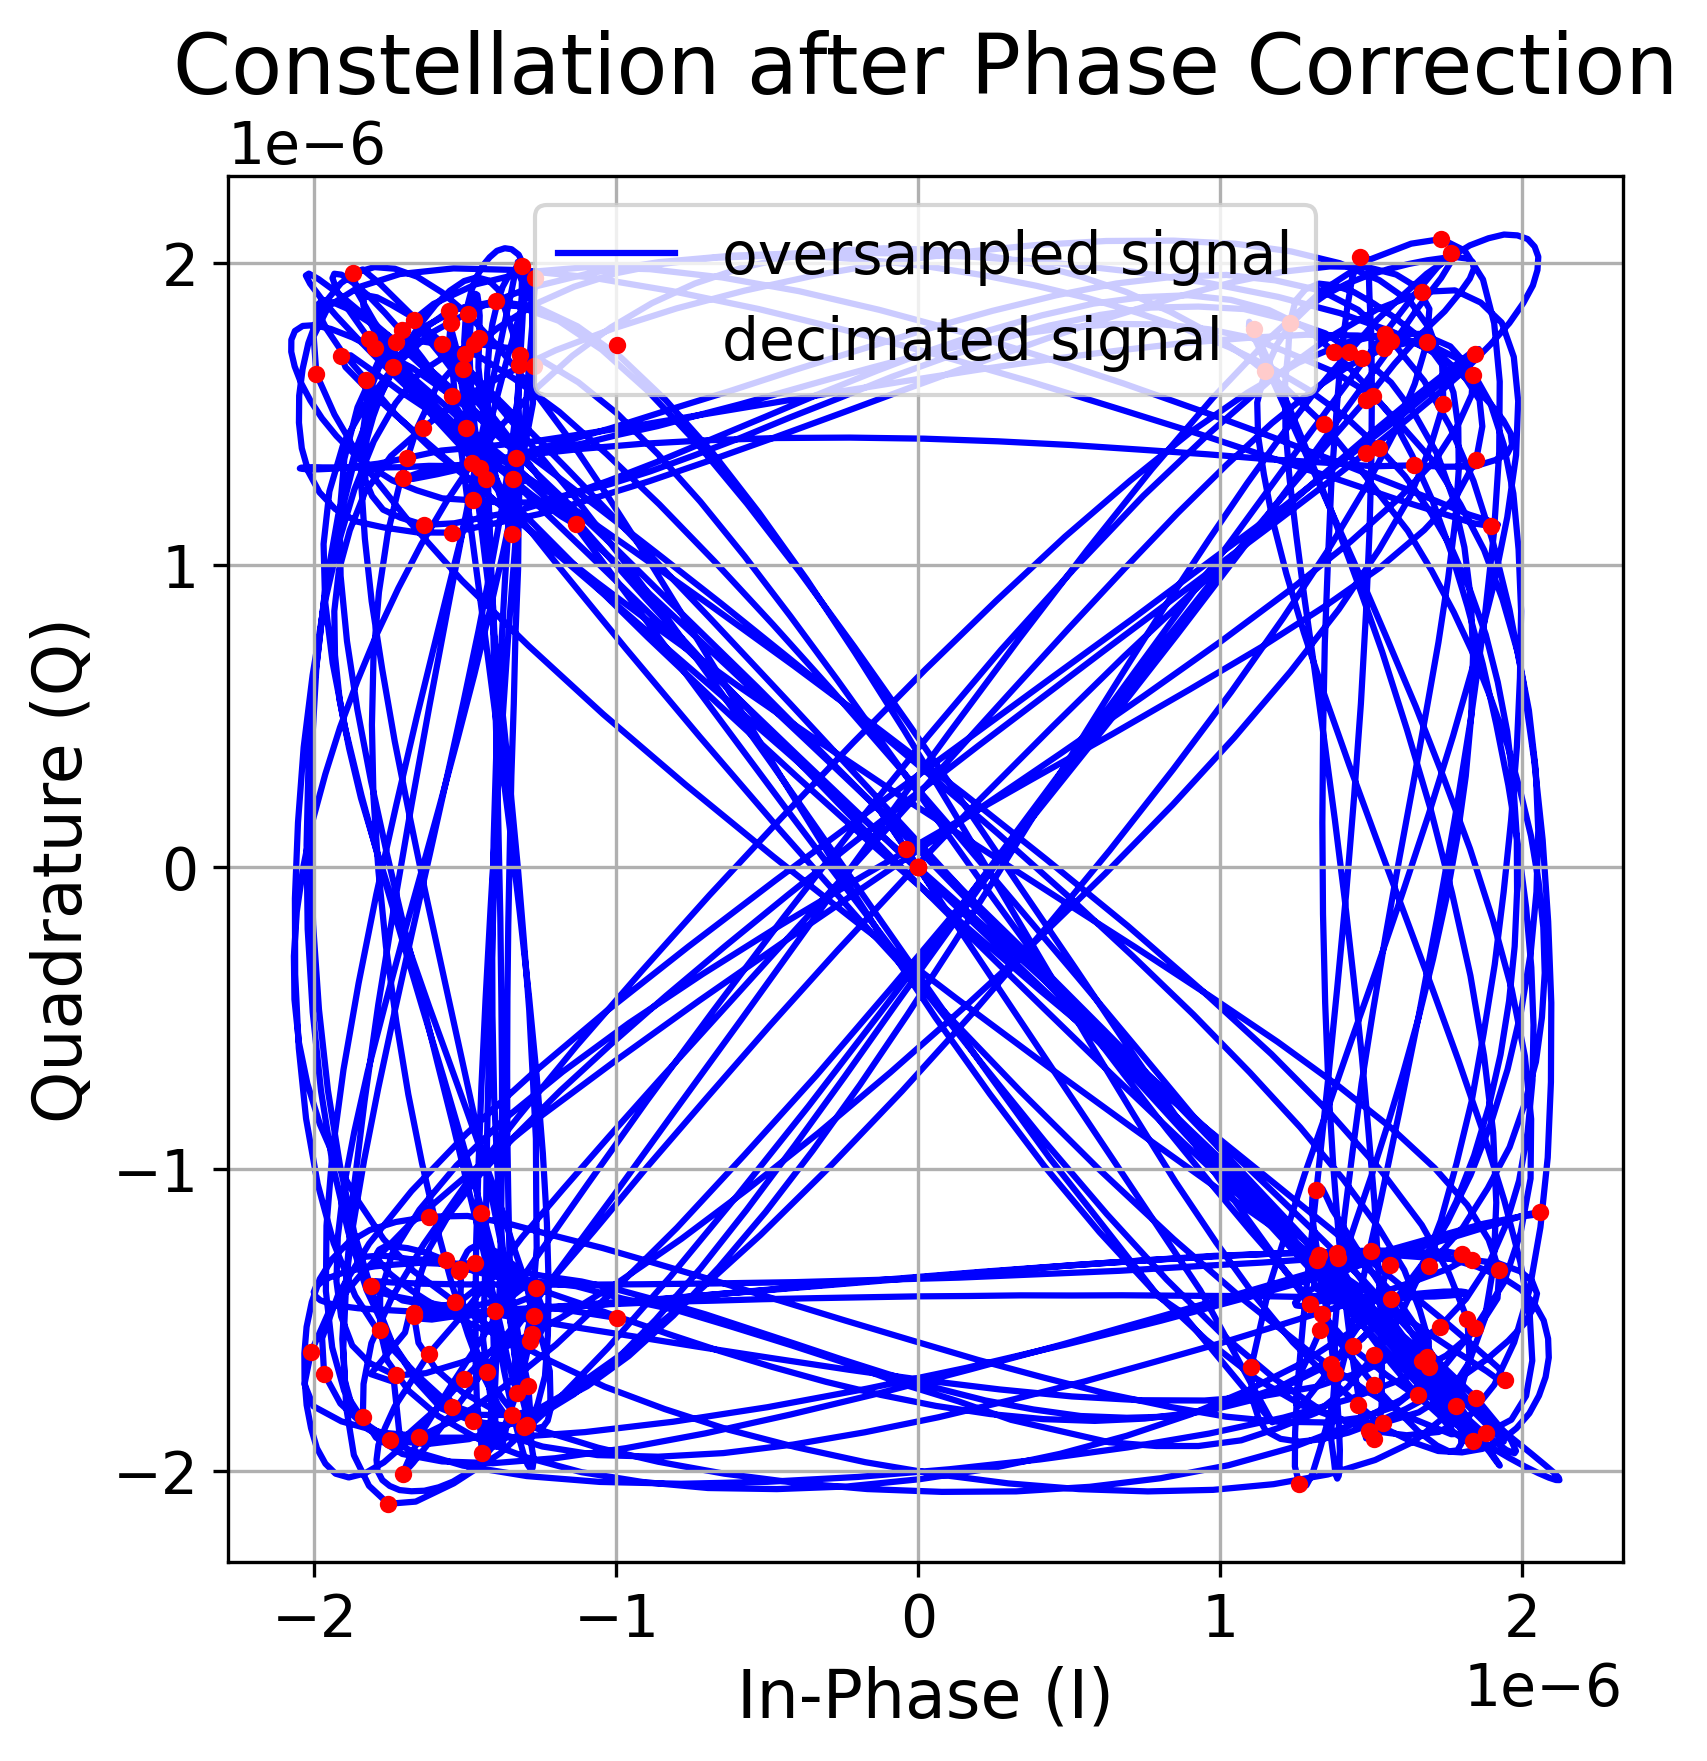 Constellation after Phase Correction
1e−6
oversampled signal
decimated signal
2
1
0
−1
−2
Quadrature (Q)
−2 −1 0 1 2
1e−6
In-Phase (I)